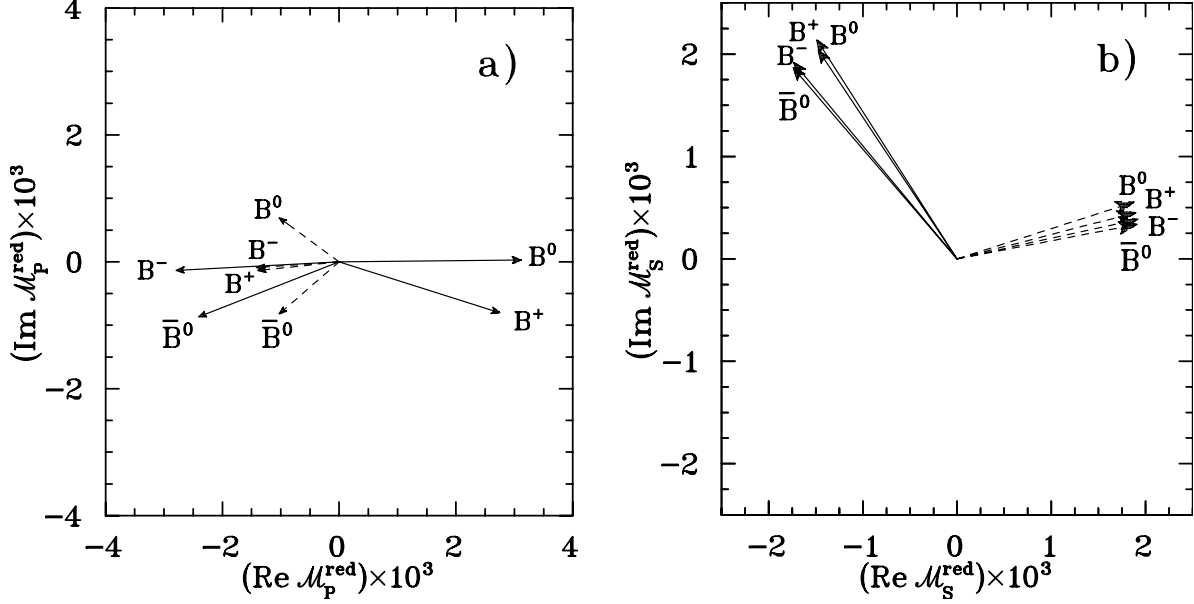 4
2
0
−2
−4
−4
−2
0
2
4
a)
B⁰
B⁻
B⁻
B⁺
B̅⁰
B̅⁰
B⁰
B⁺
(Im ℳ_P^red)×10³
(Re ℳ_P^red)×10³
2
1
0
−1
−2
−2
−1
0
1
2
b)
B⁺ B⁰
B⁻
B̅⁰
B⁰
B⁺
B⁻
B̅⁰
(Im ℳ_S^red)×10³
(Re ℳ_S^red)×10³